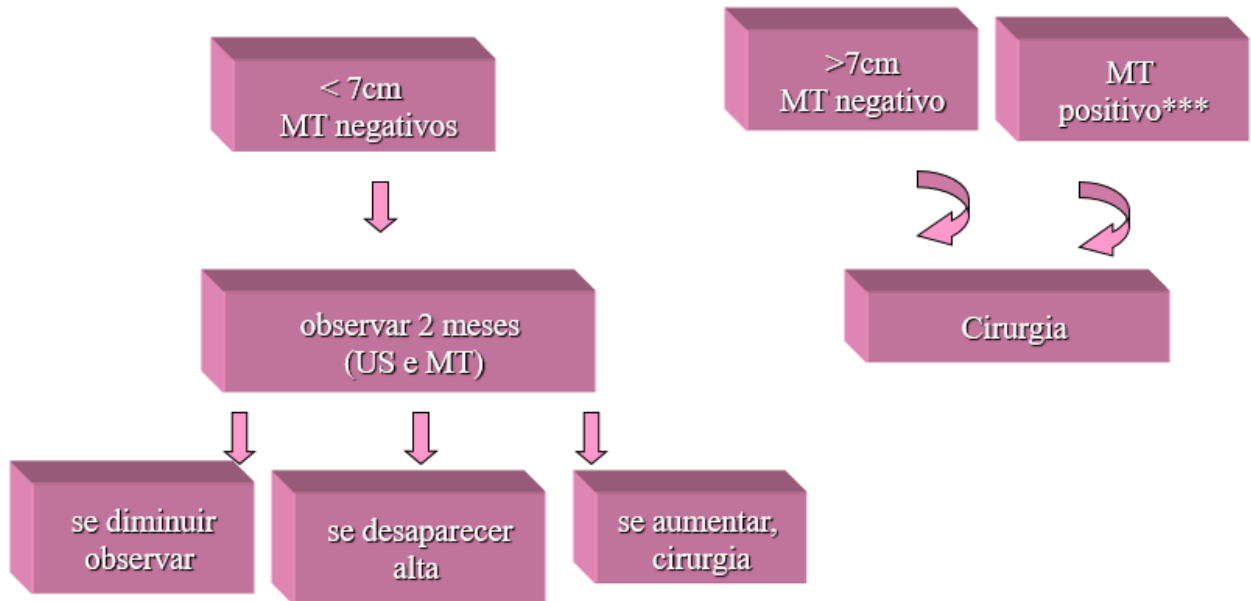 < 7cm
MT negativos
>7cm
MT negativo
MT
positivo***
observar 2 meses
(US e MT)
Cirurgia
se diminuir
observar
se desaparecer
alta
se aumentar,
cirurgia